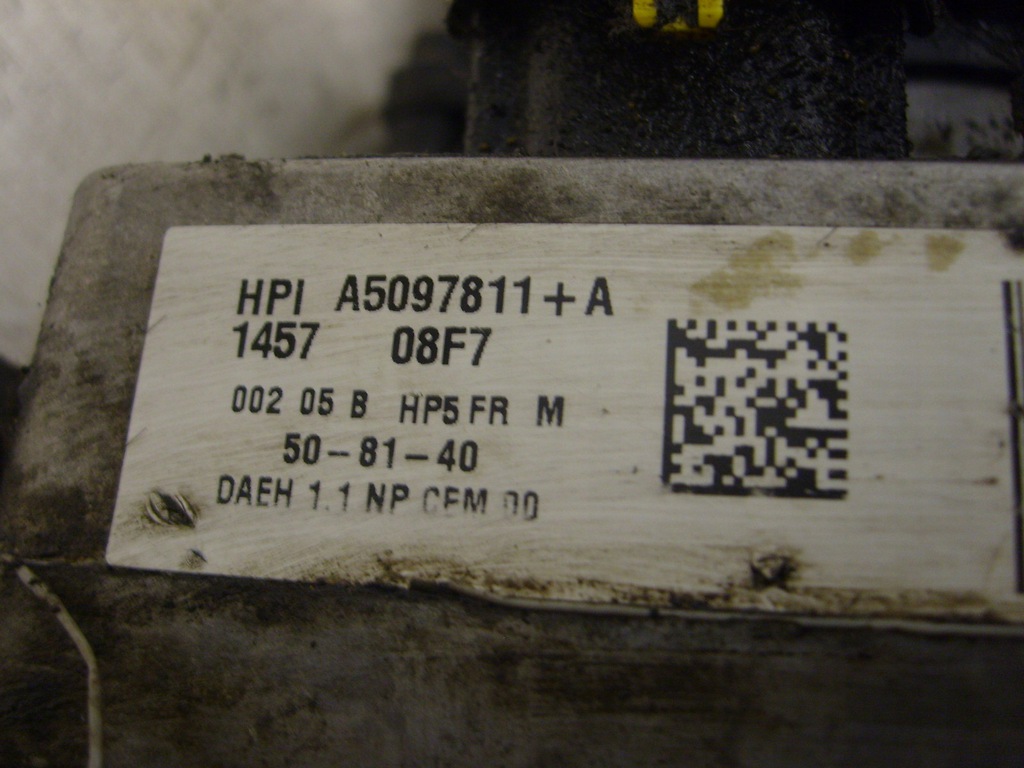 HPI A5097811+A
1457 08F7
002 05 B HP5 FR M
50-81-40
DAEH 1.1 NP CEM 00